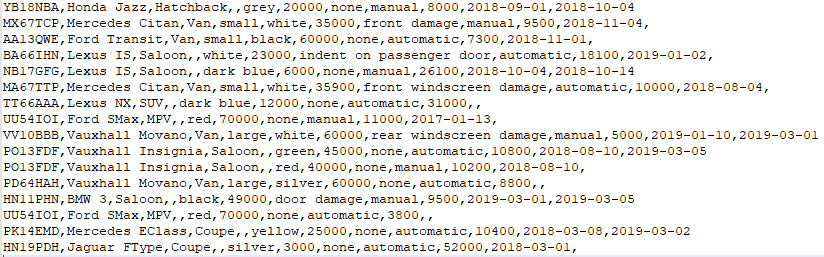 YB18NBA,Honda Jazz,Hatchback,,grey,20000,none,manual,8000,2018-09-01,2018-10-04
MX67TCP,Mercedes Citan,Van,small,white,35000,front damage,manual,9500,2018-11-04,
AA13QWE,Ford Transit,Van,small,black,60000,none,automatic,7300,2018-11-01,
BA66IHN,Lexus IS,Saloon,,white,23000,indent on passenger door,automatic,18100,2019-01-02,
NB17GFG,Lexus IS,Saloon,,dark blue,6000,none,manual,26100,2018-10-04,2018-10-14
MA67TTP,Mercedes Citan,Van,small,white,35900,front windscreen damage,automatic,10000,2018-08-04,
TT66AAA,Lexus NX,SUV,,dark blue,12000,none,automatic,31000,,
UU54IOI,Ford SMax,MPV,,red,70000,none,manual,11000,2017-01-13,
VV10BBB,Vauxhall Movano,Van,large,white,60000,rear windscreen damage,manual,5000,2019-01-10,2019-03-01
PO13FDF,Vauxhall Insignia,Saloon,,green,45000,none,automatic,10800,2018-08-10,2019-03-05
PO13FDF,Vauxhall Insignia,Saloon,,red,40000,none,manual,10200,2018-08-10,
PD64HAH,Vauxhall Movano,Van,large,silver,60000,none,automatic,8800,,
HN11PHN,BMW 3,Saloon,,black,49000,door damage,manual,9500,2019-03-01,2019-03-05
UU54IOI,Ford SMax,MPV,,red,70000,none,automatic,3800,,
PK14EMD,Mercedes EClass,Coupe,,yellow,25000,none,automatic,10400,2018-03-08,2019-03-02
HN19PDH,Jaguar FType,Coupe,,silver,3000,none,automatic,52000,2018-03-01,